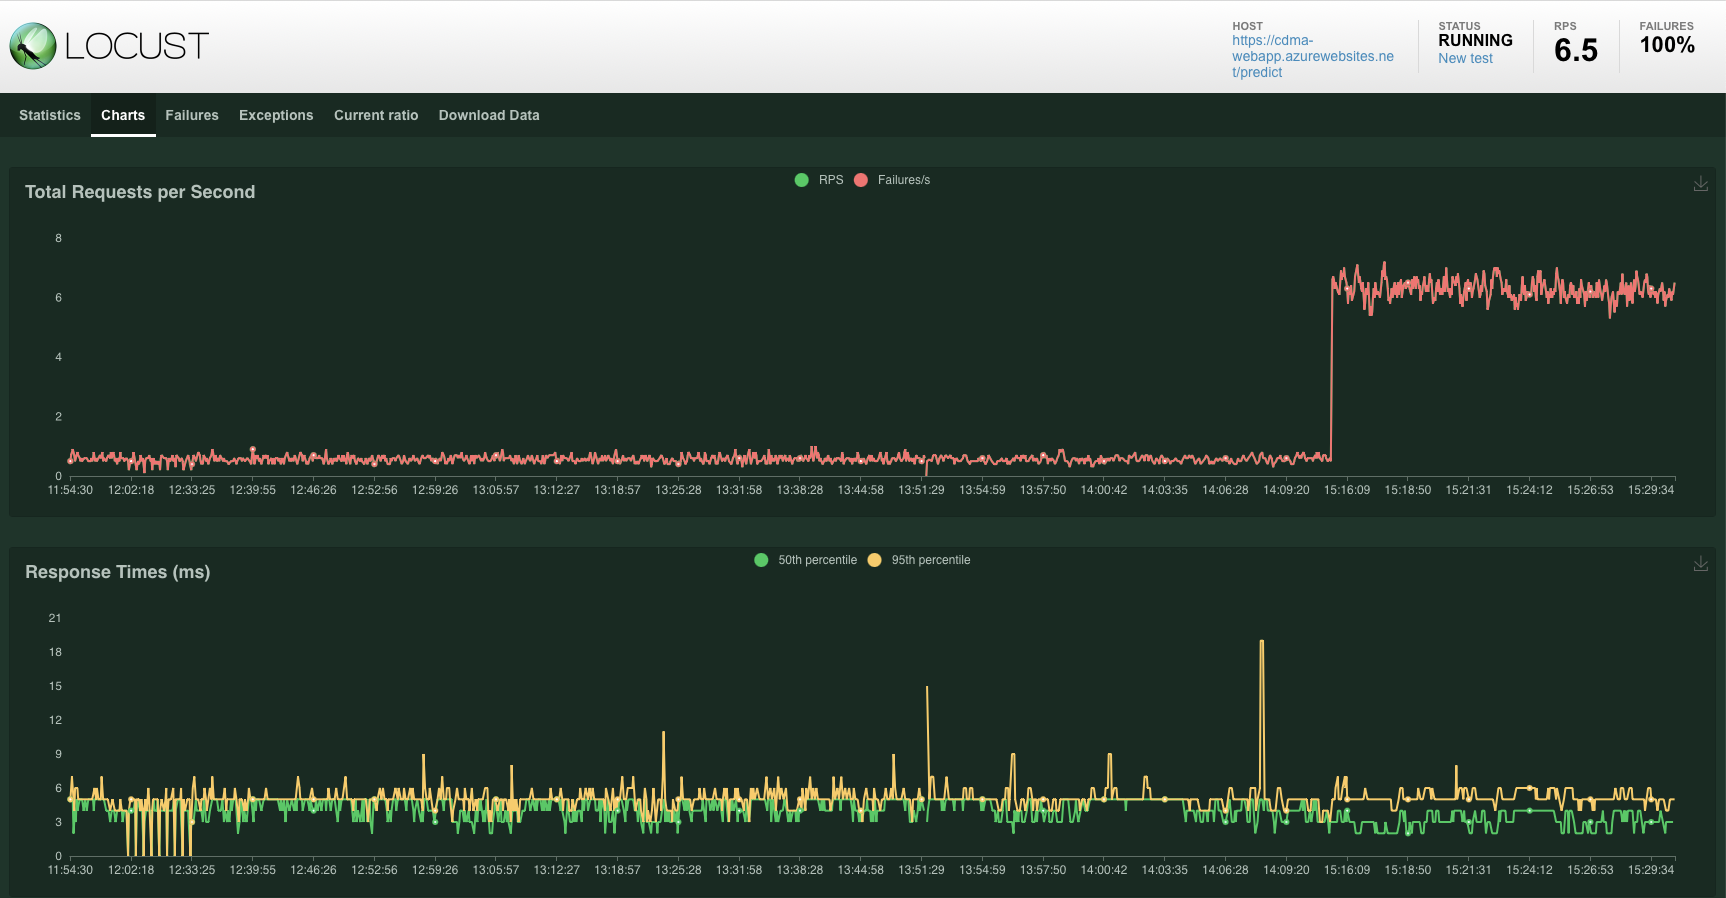 LOCUST
HOST
https://cdma-
webapp.azurewebsites.ne
t/predict
STATUS
RUNNING
New test
RPS
6.5
FAILURES
100%
Statistics Charts Failures Exceptions Current ratio Download Data
Total Requests per Second
RPS Failures/s
8
6
4
2
0
11:54:30 12:02:18 12:33:25 12:39:55 12:46:26 12:52:56 12:59:26 13:05:57 13:12:27 13:18:57 13:25:28 13:31:58 13:38:28 13:44:58 13:51:29 13:54:59 13:57:50 14:00:42 14:03:35 14:06:28 14:09:20 15:16:09 15:18:50 15:21:31 15:24:12 15:26:53 15:29:34
Response Times (ms)
50th percentile 95th percentile
21
18
15
12
9
6
3
0
11:54:30 12:02:18 12:33:25 12:39:55 12:46:26 12:52:56 12:59:26 13:05:57 13:12:27 13:18:57 13:25:28 13:31:58 13:38:28 13:44:58 13:51:29 13:54:59 13:57:50 14:00:42 14:03:35 14:06:28 14:09:20 15:16:09 15:18:50 15:21:31 15:24:12 15:26:53 15:29:34